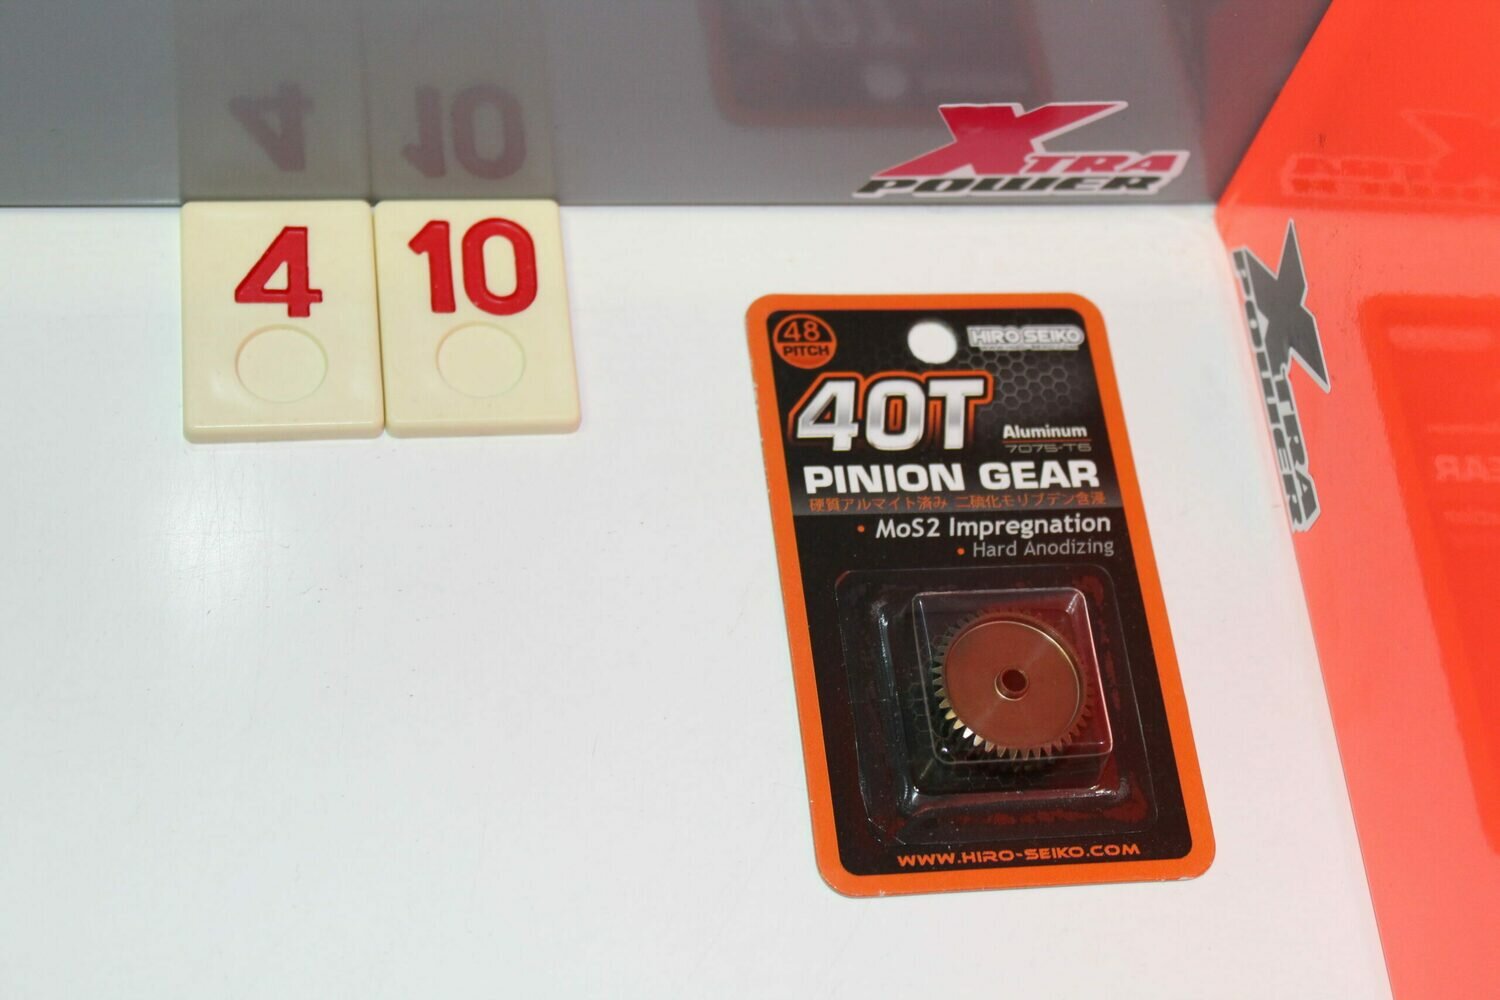 4 10
XTRA
POWER
XTRA
POWER
48
PITCH
HIRO SEIKO
40T
Aluminum
7075-T6
PINION GEAR
硬質アルマイト済み 二硫化モリブデン含浸
• MoS2 Impregnation
• Hard Anodizing
WWW.HIRO-SEIKO.COM